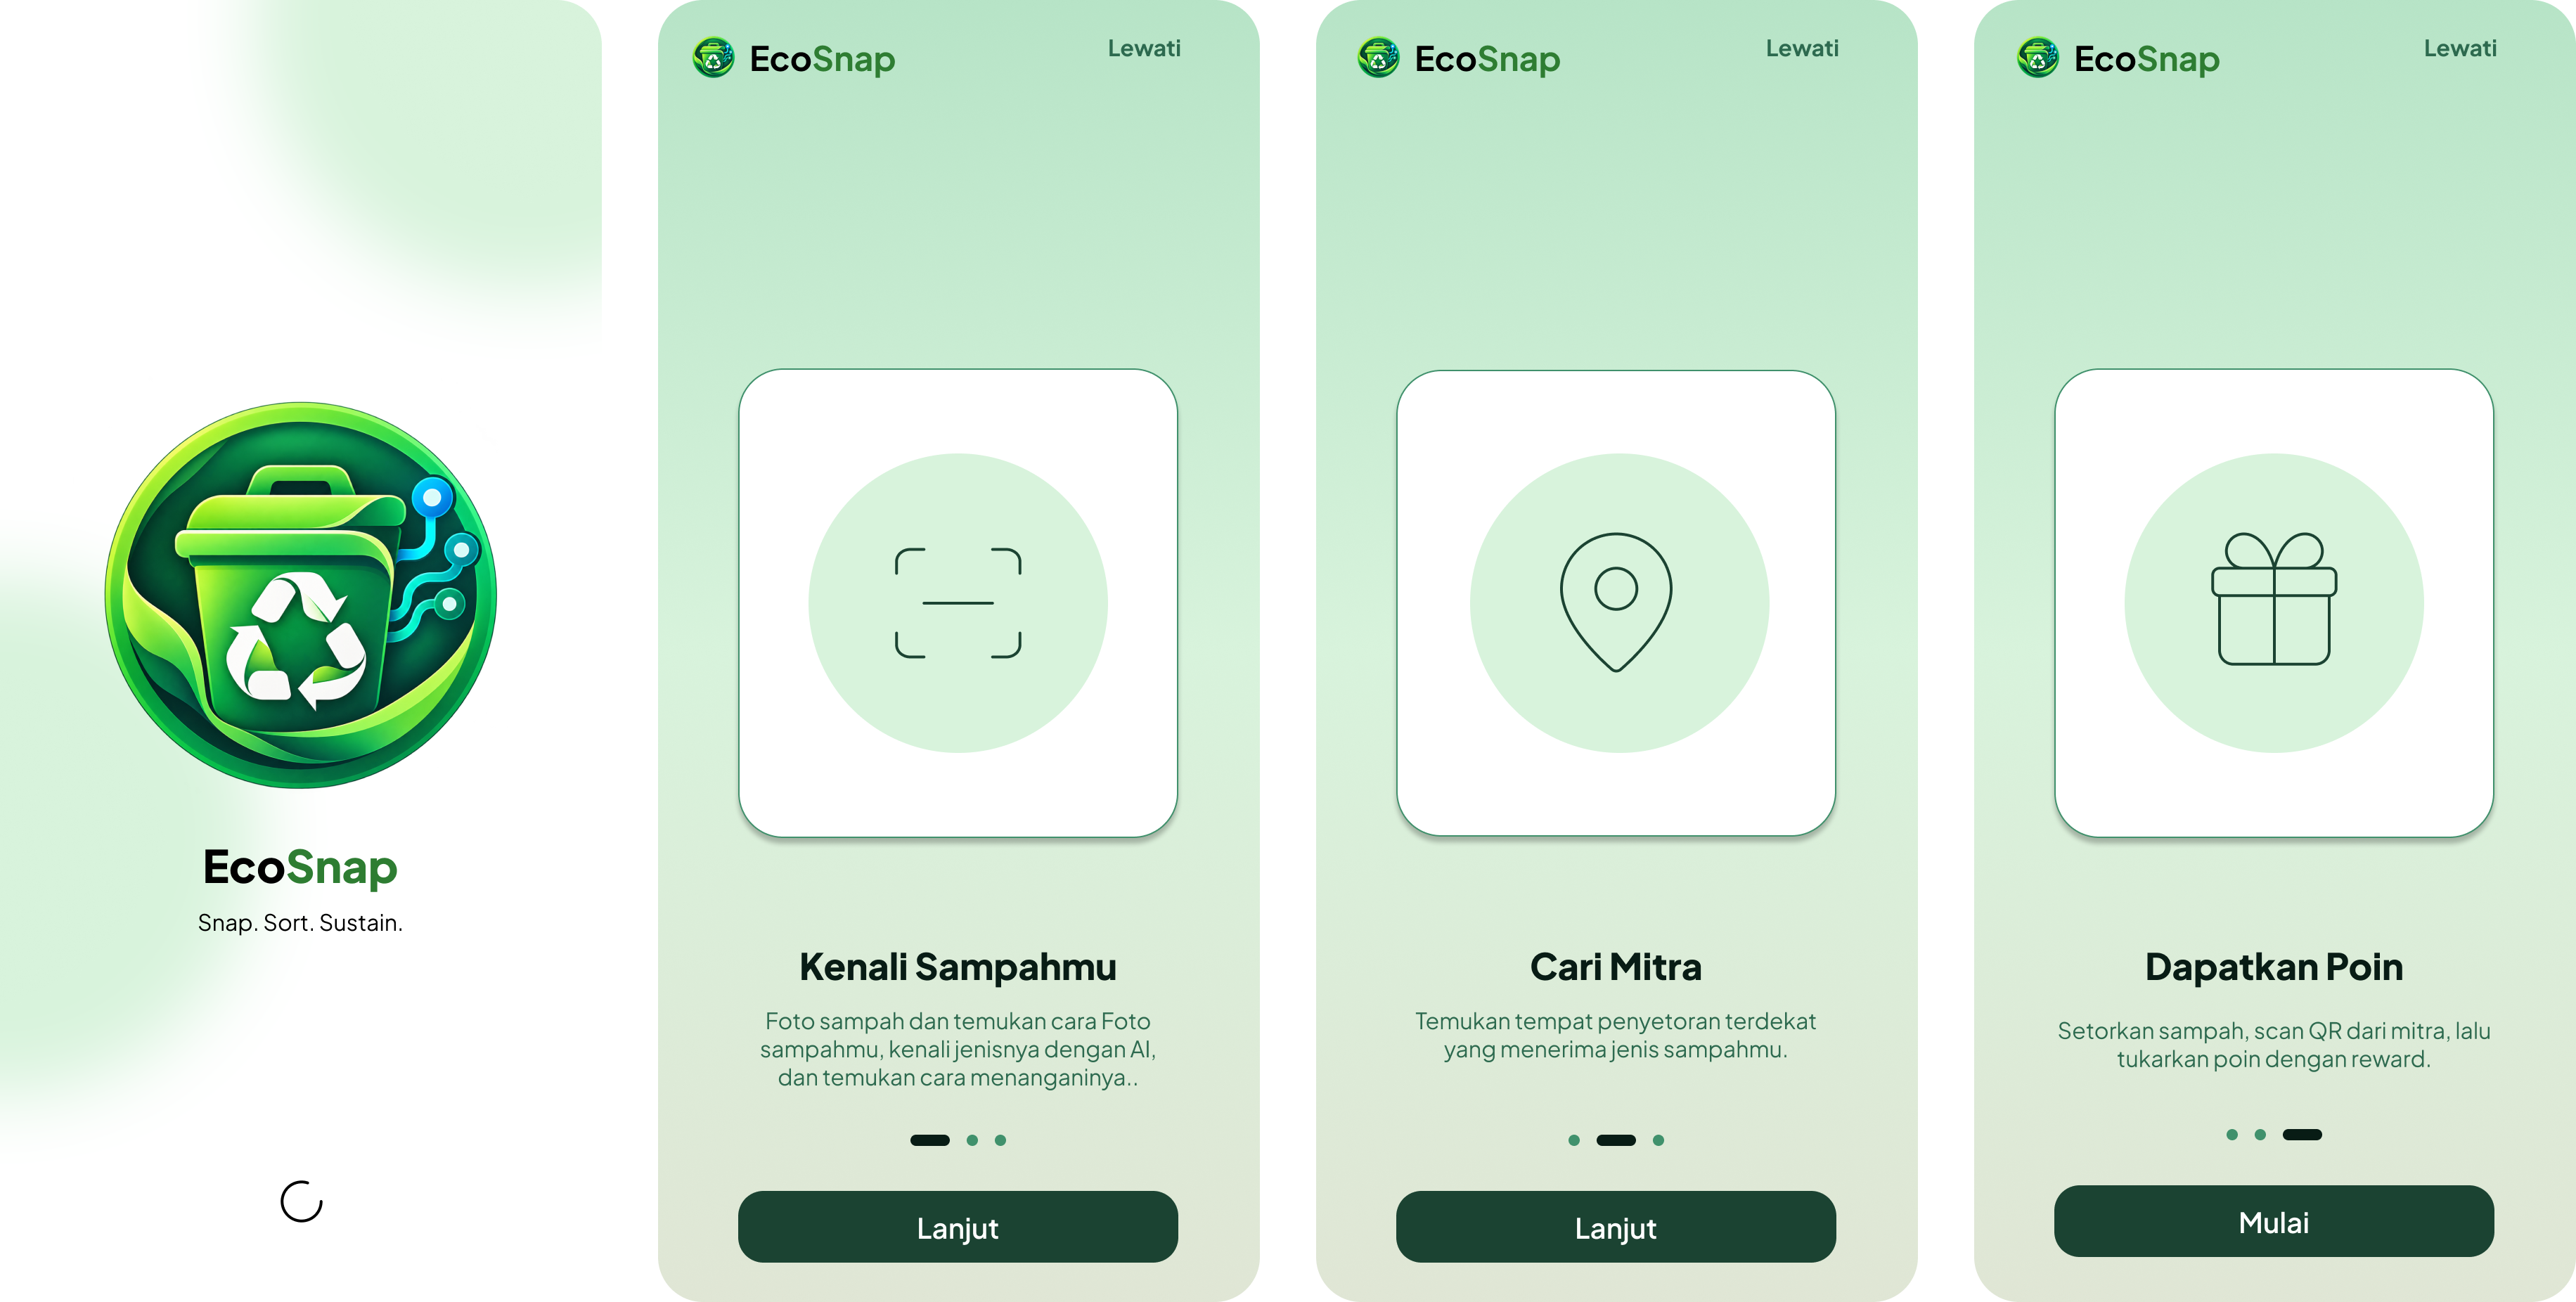 EcoSnap
Snap. Sort. Sustain.
EcoSnap
Lewati
Kenali Sampahmu
Foto sampah dan temukan cara Foto
sampahmu, kenali jenisnya dengan AI,
dan temukan cara menanganinya..
Lanjut
EcoSnap
Lewati
Cari Mitra
Temukan tempat penyetoran terdekat
yang menerima jenis sampahmu.
Lanjut
EcoSnap
Lewati
Dapatkan Poin
Setorkan sampah, scan QR dari mitra, lalu
tukarkan poin dengan reward.
Mulai